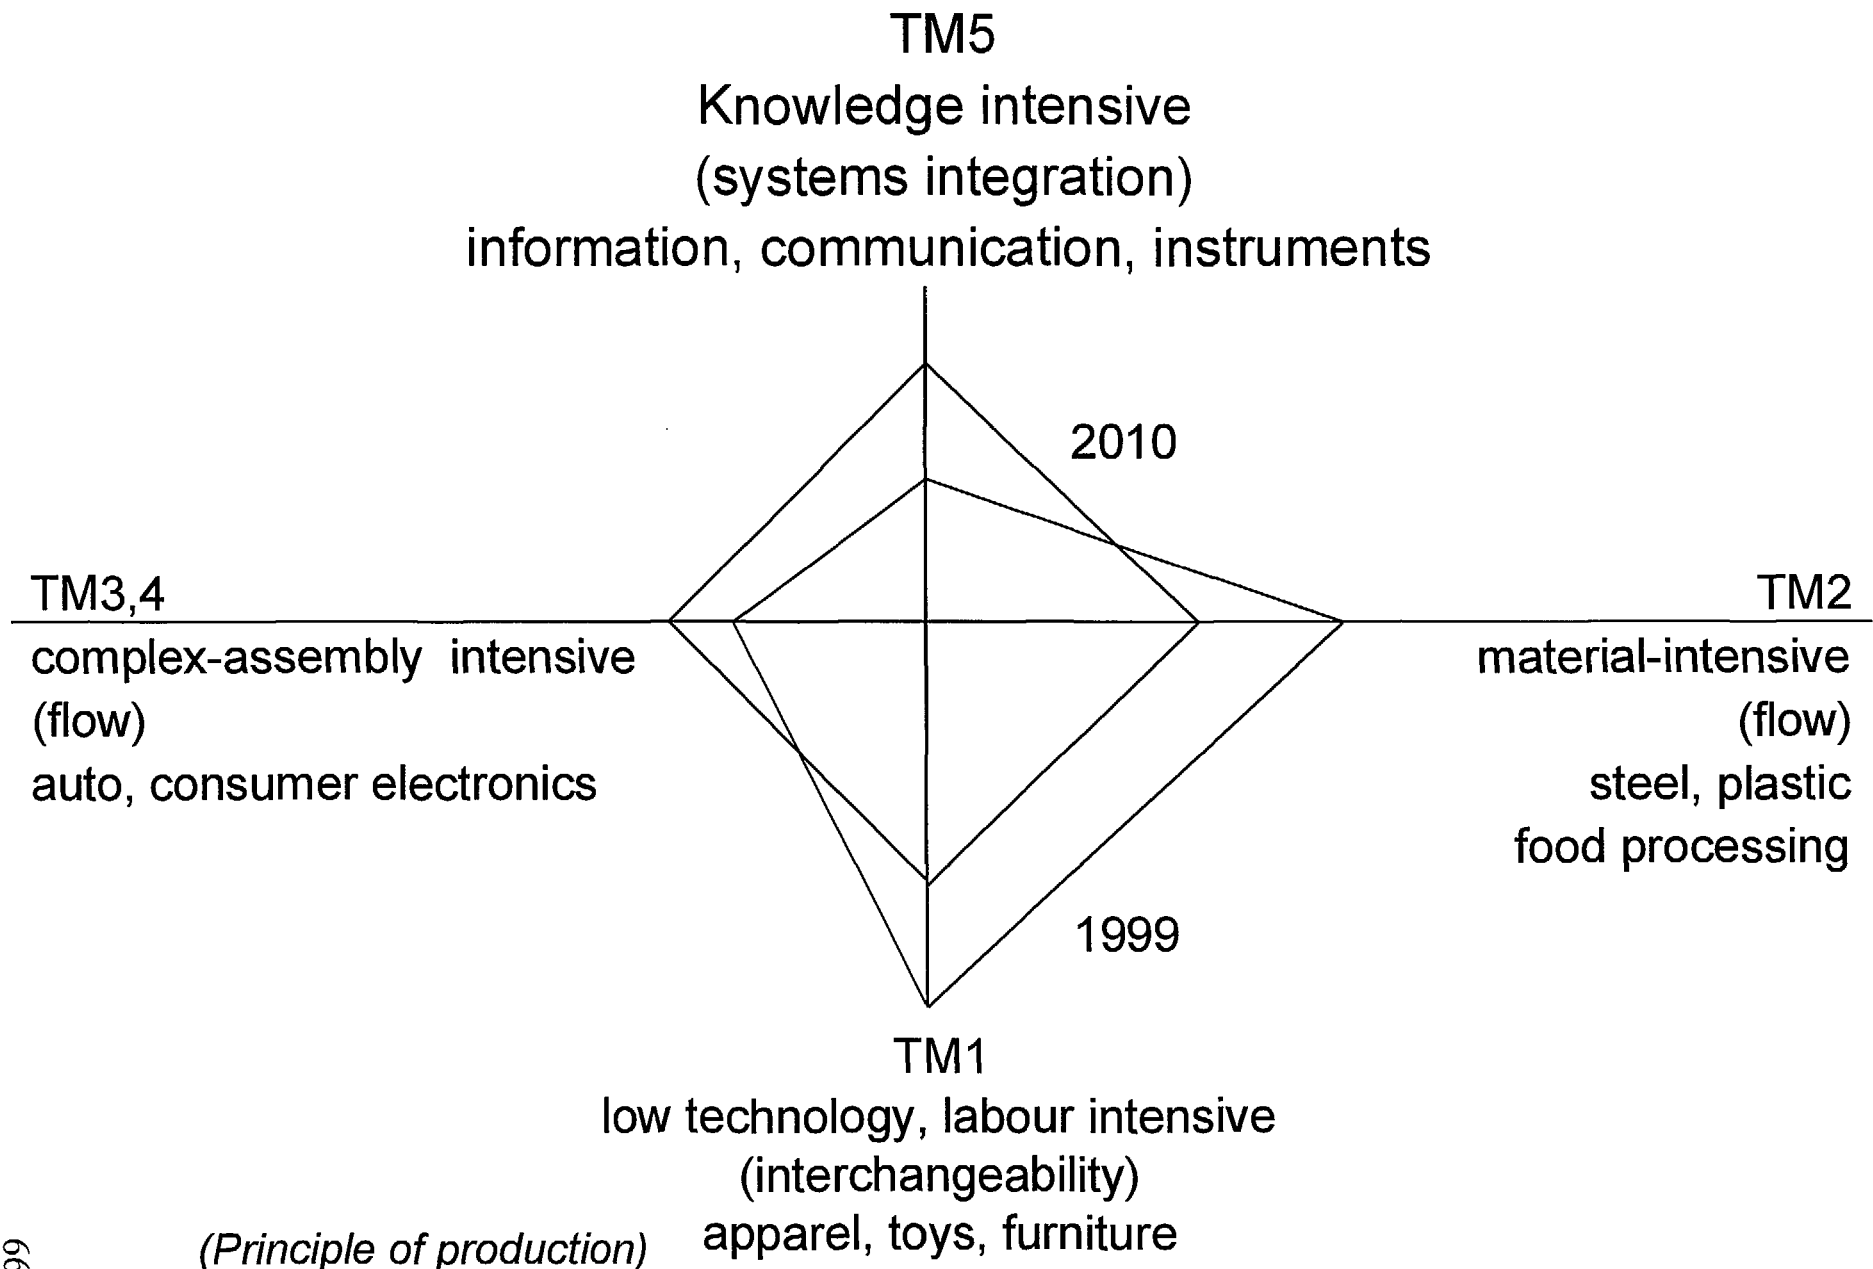 TM5
Knowledge intensive
(systems integration)
information, communication, instruments
2010
TM3,4
complex-assembly intensive
(flow)
auto, consumer electronics
TM2
material-intensive
(flow)
steel, plastic
food processing
1999
TM1
low technology, labour intensive
(interchangeability)
apparel, toys, furniture
(Principle of production)
99